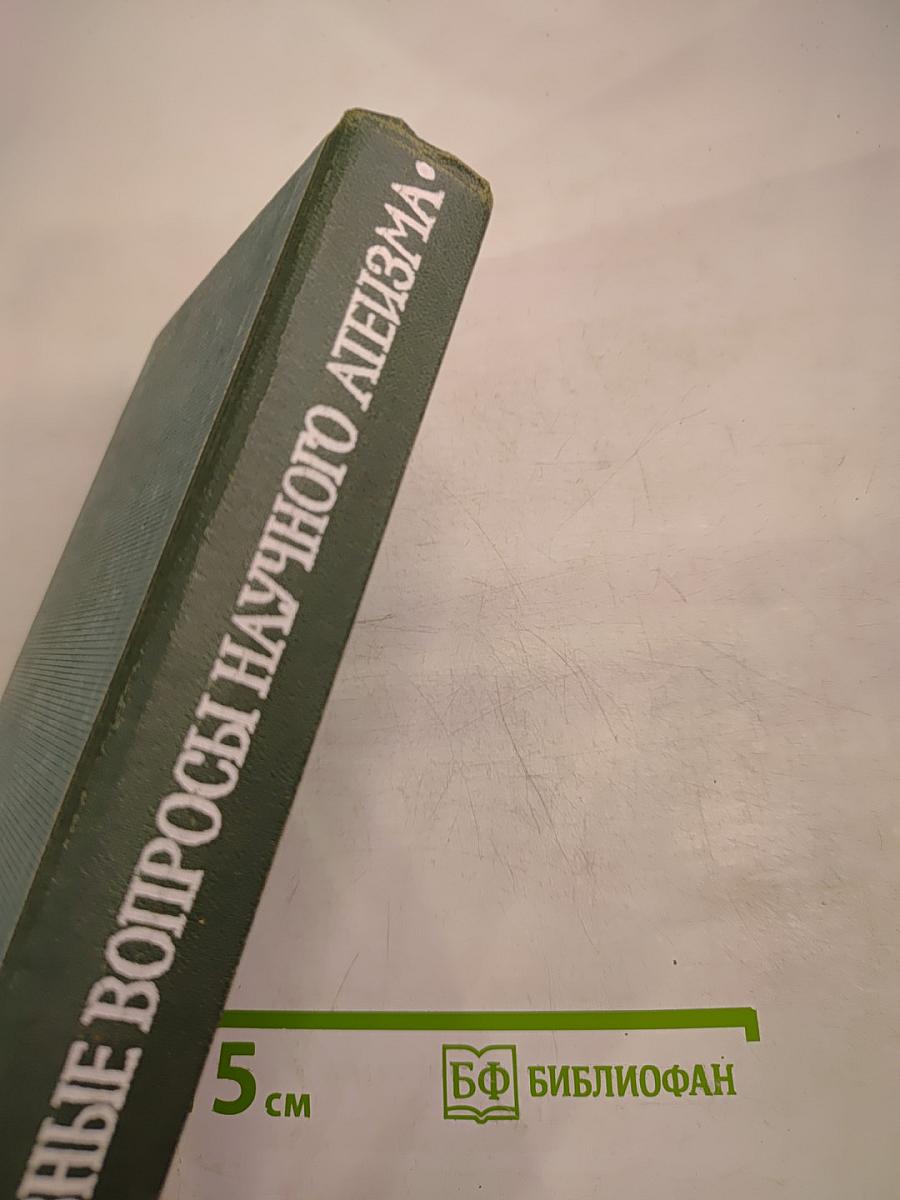 НЫЕ ВОПРОСЫ НАУЧНОГО АТЕИЗМА •
5 см
БФ БИБЛИОФАН